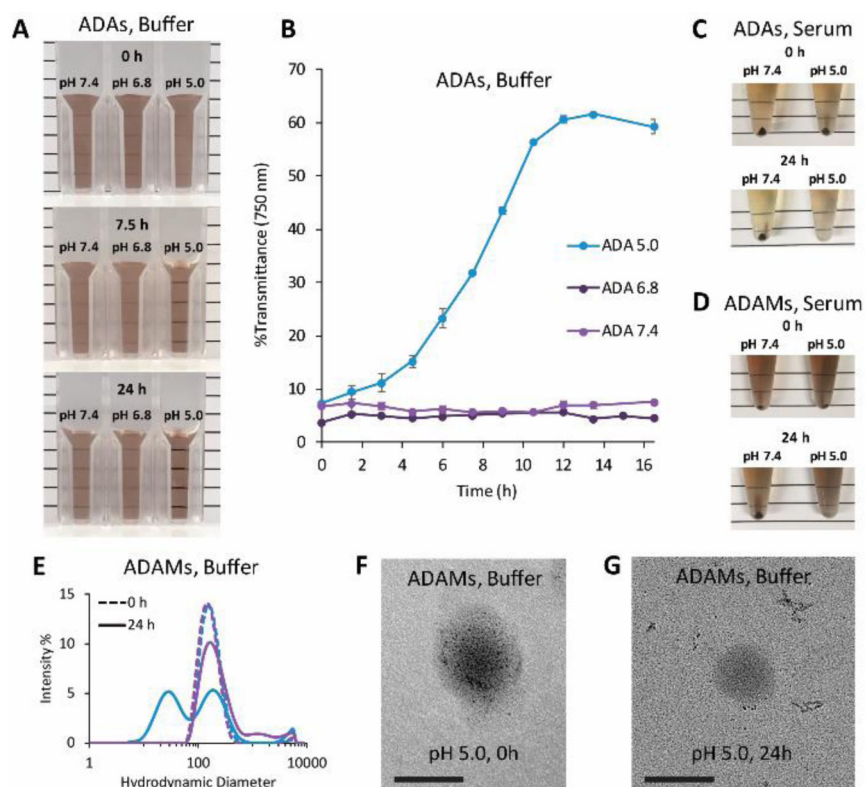 A
ADAs, Buffer
0 h
pH 7.4 pH 6.8 pH 5.0
7.5 h
pH 7.4 pH 6.8 pH 5.0
24 h
pH 7.4 pH 6.8 pH 5.0
B
ADAs, Buffer
%Transmittance (750 nm)
70
60
50
40
30
20
10
0
ADA 5.0
ADA 6.8
ADA 7.4
0 2 4 6 8 10 12 14 16
Time (h)
C
ADAs, Serum
0 h
pH 7.4 pH 5.0
24 h
pH 7.4 pH 5.0
D
ADAMs, Serum
0 h
pH 7.4 pH 5.0
24 h
pH 7.4 pH 5.0
E
ADAMs, Buffer
Intensity %
15
10
5
0
0 h
24 h
1 100 10000
Hydrodynamic Diameter
F
ADAMs, Buffer
pH 5.0, 0h
G
ADAMs, Buffer
pH 5.0, 24h